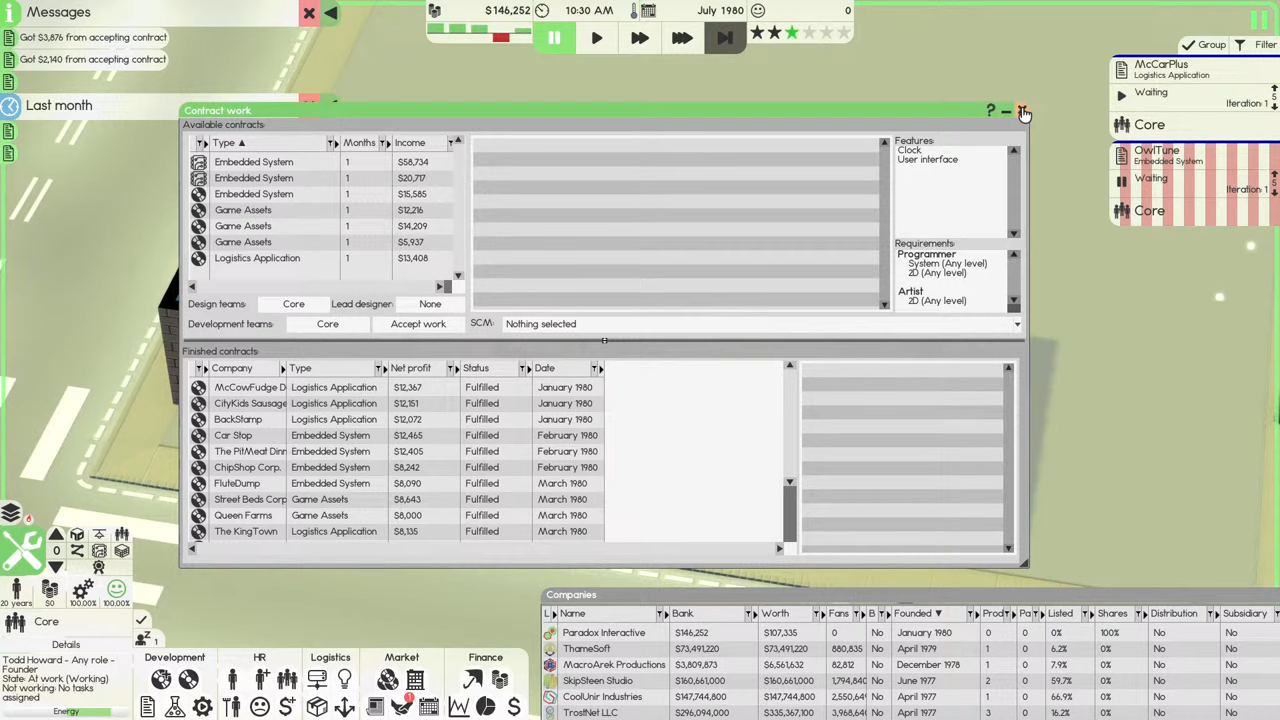 Messages
Got $3,876 from accepting contract
Got $2,140 from accepting contract
Last month
$146,252 10:30 AM July 1980 0
Group Filter
McCarPlus
Logistics Application
Waiting
Iteration: 1
5
Core
OwlTune
Embedded System
Waiting
Iteration: 1
5
Core
Contract work
? –
Available contracts:
Type Months Income
Embedded System 1 $58,734
Embedded System 1 $20,717
Embedded System 1 $15,585
Game Assets 1 $12,216
Game Assets 1 $14,209
Game Assets 1 $5,937
Logistics Application 1 $13,408
Features:
Clock
User interface
Requirements:
Programmer
System (Any level)
2D (Any level)
Artist
2D (Any level)
Design teams: Core Lead designer: None
Development teams: Core Accept work SCM: Nothing selected
Finished contracts:
Company Type Net profit Status Date
McCowFudge D Logistics Application $12,367 Fulfilled January 1980
CityKids Sausage Logistics Application $12,151 Fulfilled January 1980
BackStamp Logistics Application $12,072 Fulfilled January 1980
Car Stop Embedded System $12,465 Fulfilled February 1980
The PitMeat Dinn Embedded System $12,405 Fulfilled February 1980
ChipShop Corp. Embedded System $8,242 Fulfilled February 1980
FluteDump Embedded System $8,090 Fulfilled March 1980
Street Beds Corp Game Assets $8,643 Fulfilled March 1980
Queen Farms Game Assets $8,000 Fulfilled March 1980
The KingTown Logistics Application $8,135 Fulfilled March 1980
0
20 years $0 100.00% 100.00%
Core
Z 1
Details
Todd Howard - Any role -
Founder
State: At work (Working)
Not working: No tasks
assigned
Energy
Development HR Logistics Market Finance
1
Companies
L Name Bank Worth Fans B Founded Prod Pa Listed Shares Distribution Subsidiary
Paradox Interactive $146,252 $107,335 0 No January 1980 0 0 0% 100% No No
ThameSoft $73,491,220 $73,491,220 880,835 No April 1979 1 0 6.2% 0% No No
MacroArek Productions $3,809,871 $6,561,632 82,812 No December 1978 1 0 7.9% 0% No No
SkipSteen Studio $160,661,000 $160,661,000 1,794,840 No June 1977 2 0 59.7% 0% No No
CoolUnir Industries $147,744,800 $147,744,800 No April 1977 1 0 66.9% 0% No No
TrostNet LLC $296,094,000 $335,367,100 No April 1977 3 0 16.2% 0% No No